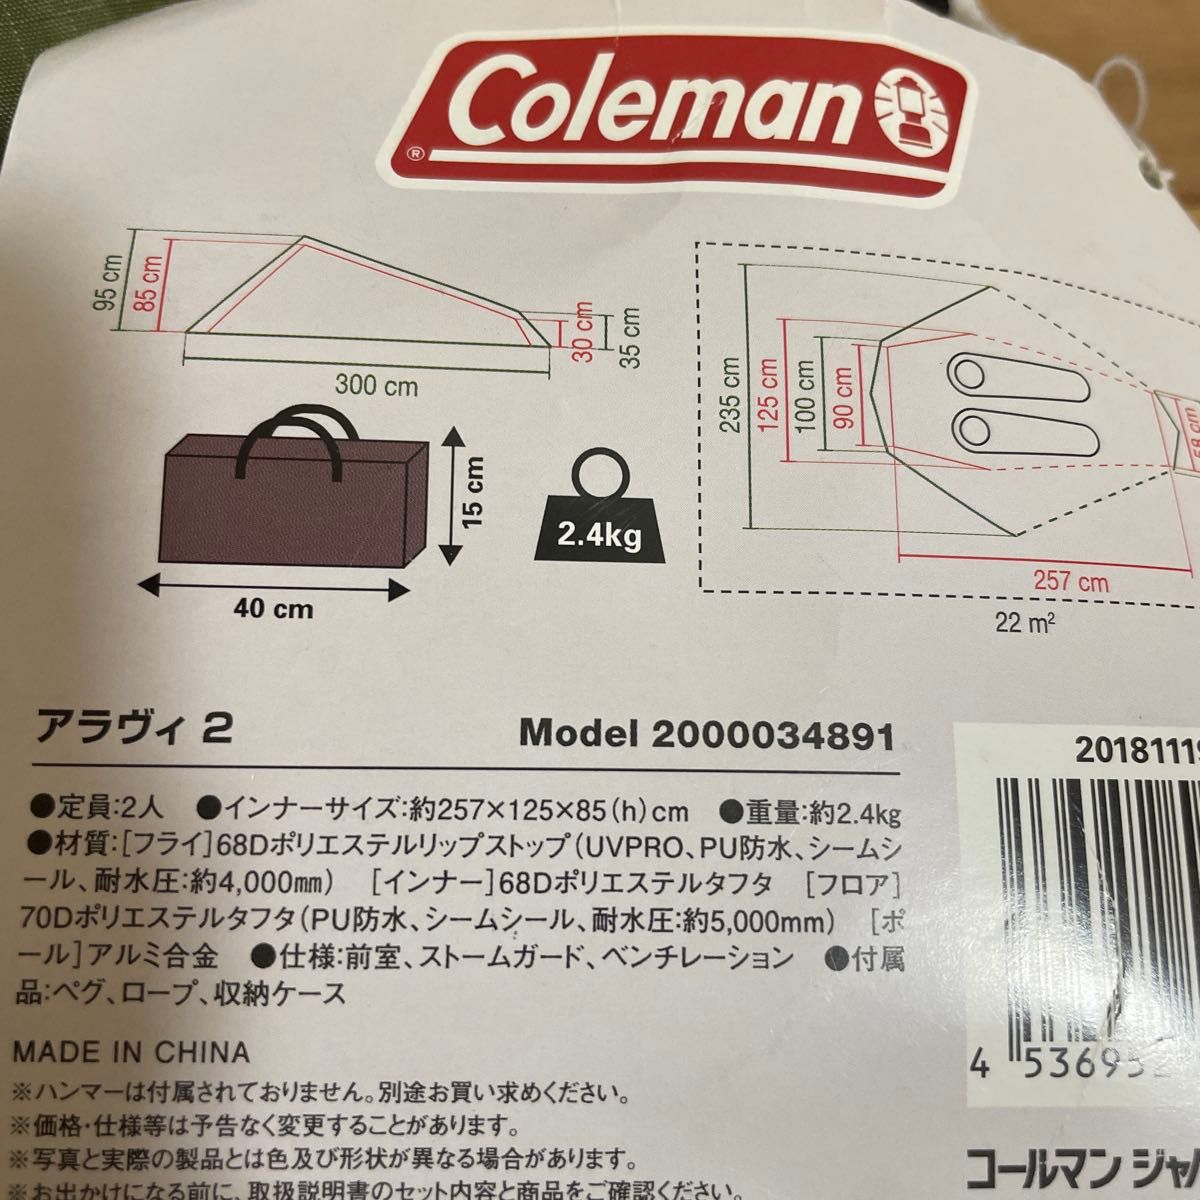 Coleman
®
95 cm
85 cm
30 cm
35 cm
300 cm
235 cm
125 cm
100 cm
90 cm
58 cm
257 cm
22 m²
15 cm
40 cm
2.4kg
アラヴィ 2
Model 2000034891
●定員:2人 ●インナーサイズ:約257×125×85(h)cm ●重量:約2.4kg
●材質:[フライ]68Dポリエステルリップストップ(UVPRO、PU防水、シームシ
ール、耐水圧:約4,000㎜) [インナー]68Dポリエステルタフタ [フロア]
70Dポリエステルタフタ(PU防水、シームシール、耐水圧:約5,000mm) [ポ
ール]アルミ合金 ●仕様:前室、ストームガード、ベンチレーション ●付属
品:ペグ、ロープ、収納ケース
MADE IN CHINA
※ハンマーは付属されておりません。別途お買い求めください。
※価格・仕様等は予告なく変更することがあります。
※写真と実際の製品とは色及び形状が異なる場合があります。
※お出かけになる前に、取扱説明書のセット内容と商品をご確認ください。
2018111
4 53695
コールマン ジャ